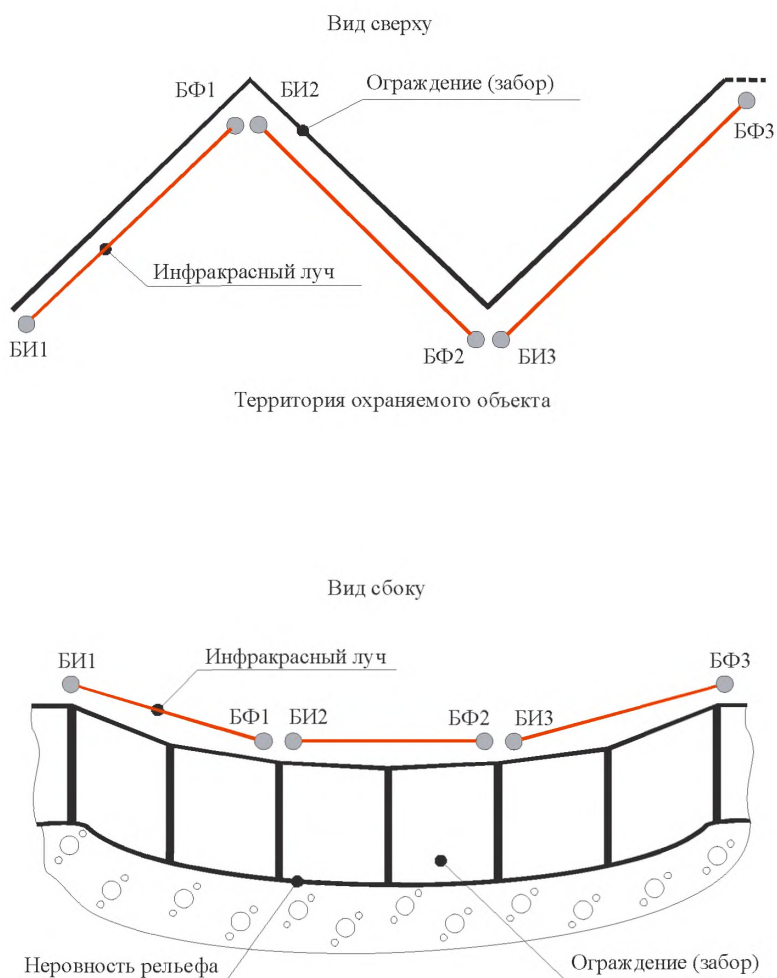 Вид сверху
БФ1
БИ2
Ограждение (забор)
БФ3
Инфракрасный луч
БИ1
БФ2
БИ3
Территория охраняемого объекта
Вид сбоку
БИ1
Инфракрасный луч
БФ3
БФ1
БИ2
БФ2
БИ3
Неровность рельефа
Ограждение (забор)